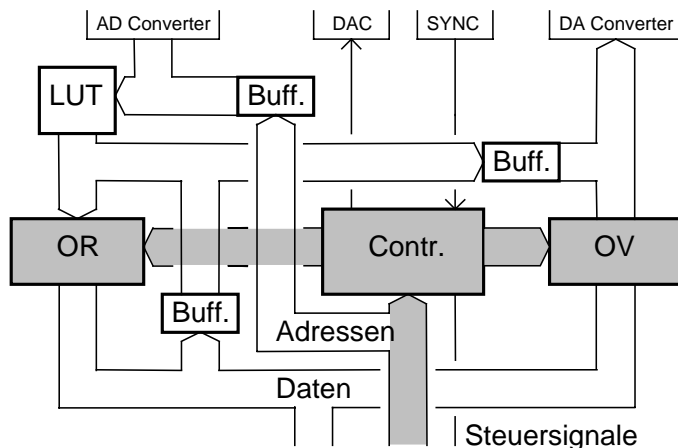 AD Converter
DAC
SYNC
DA Converter
LUT
Buff.
Buff.
OR
Contr.
OV
Buff.
Adressen
Daten
Steuersignale